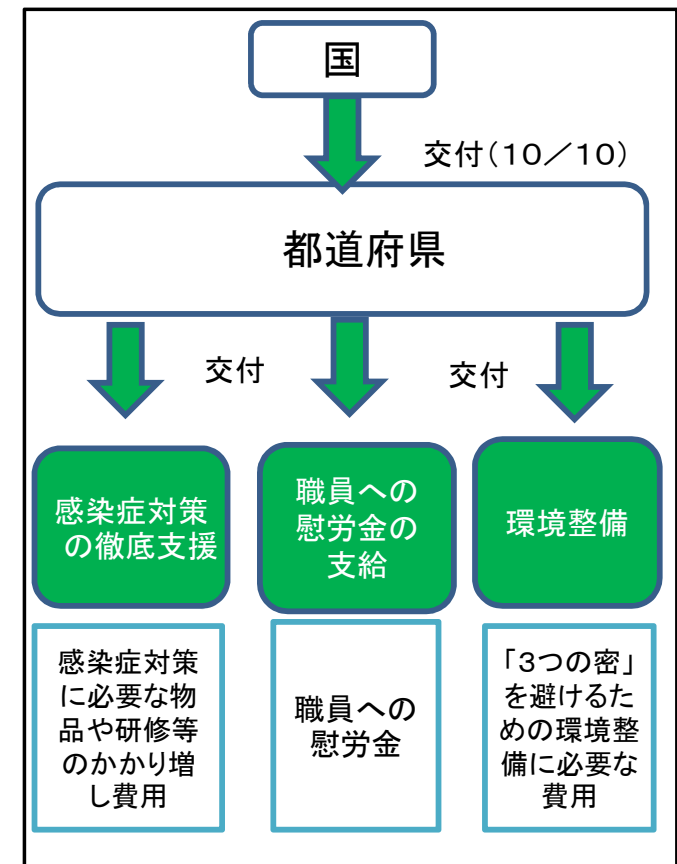 国
交付(10/10)
都道府県
交付
交付
感染症対策
の徹底支援
職員への
慰労金の
支給
環境整備
感染症対策
に必要な物
品や研修等
のかかり増
し費用
職員への
慰労金
「3つの密」
を避けるた
めの環境整
備に必要な
費用